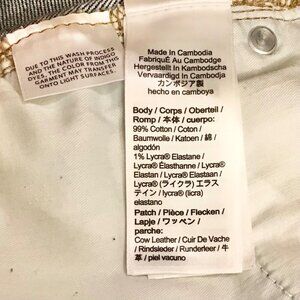 DUE TO THIS WASH PROCESS
AND THE NATURE OF INDIGO
DYES, THE COLOR FROM THIS
GARMENT MAY TRANSFER
ONTO LIGHT SURFACES.
Made In Cambodia
FabriquÉ Au Cambodge
Hergestellt In Kambodscha
Vervaardigd In Cambodja
カンボジア製
hecho en camboya
Body / Corps / Oberteil /
Romp / 本体 / cuerpo:
99% Cotton / Coton /
Baumwolle / Katoen / 綿 /
algodón
1% Lycra® Elastane /
Lycra® Élasthanne / Lycra®
Elastan / Lycra® Elastaan /
Lycra® (ライクラ) エラス
テイン / lycra® (licra)
elastano
Patch / Pièce / Flecken /
Lapje / ワッペン /
parche:
Cow Leather / Cuir De Vache
/ Rindsleder / Runderleer / 牛
革 / piel vacuno